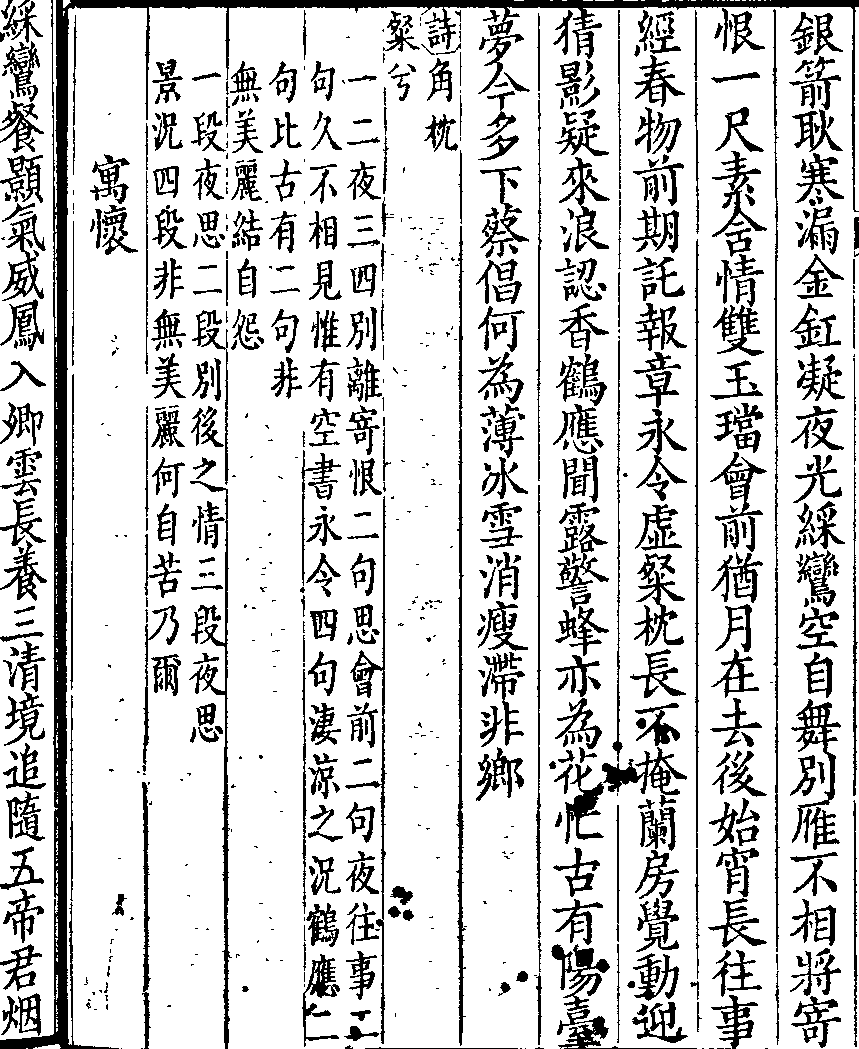 銀箭耿寒漏金釭凝夜光綵鸞空自舞別雁不相將寄
恨一尺素含情雙玉璫會前猶月在去後始宵長往事
經春物前期託報章永令虛粲枕長不掩蘭房覺動迎
猜影疑來浪認香鶴應聞露警蜂亦為花忙古有陽臺
夢今多下蔡倡何為薄冰雪消瘦滯非鄉
詩角枕
粲兮
一二夜三四別離寄恨二句思會前二句夜往事二
句久不相見惟有空書永令四句淒涼之況鶴應二
句比古有二句非
無美麗結自怨
一段夜思二段別後之情三段夜思
景況四段非無美麗何自苦乃爾
寓懷
綵鸞餐顥氣威鳳入卿雲長養三清境追隨五帝君烟